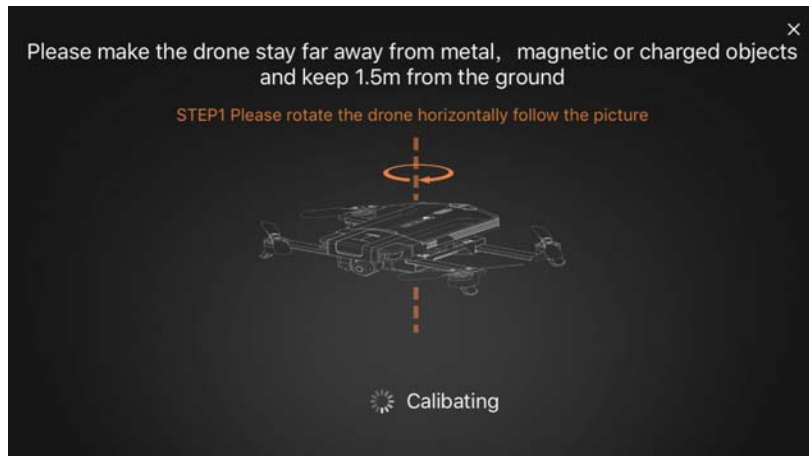 Please make the drone stay far away from metal, magnetic or charged objects
and keep 1.5m from the ground
STEP1 Please rotate the drone horizontally follow the picture
Calibating